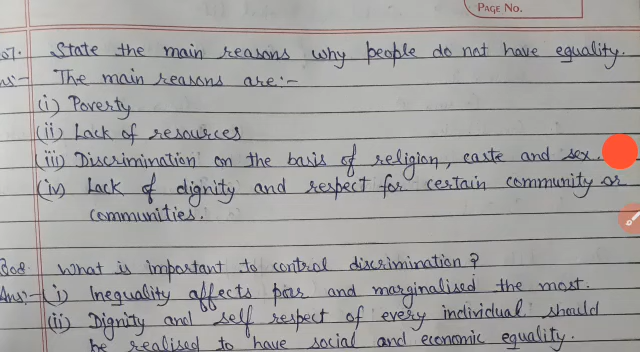 PAGE NO.
Q07. State the main reasons why people do not have equality.
Ans:- The main reasons are:-
(i) Poverty
(ii) Lack of resources
(iii) Discrimination on the basis of religion, caste and sex.
(iv) Lack of dignity and respect for certain community or
communities.
Q08 What is important to control discrimination?
Ans:- (i) Inequality affects poor and marginalised the most.
(ii) Dignity and self respect of every individual should
be realised to have social and economic equality.